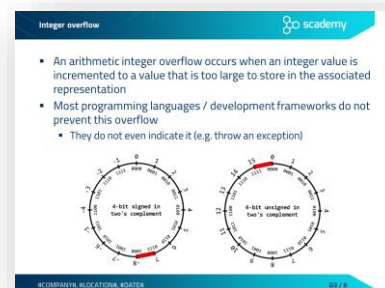 Integer overflow
scademy
An arithmetic integer overflow occurs when an integer value is
incremented to a value that is too large to store in the associated
representation
Most programming languages / development frameworks do not
prevent this overflow
They do not even indicate it (e.g. throw an exception)
4-bit signed in
two's complement
4-bit unsigned in
two's complement
#COMPANY#, #LOCATION#, #DATE#
D3 / 6